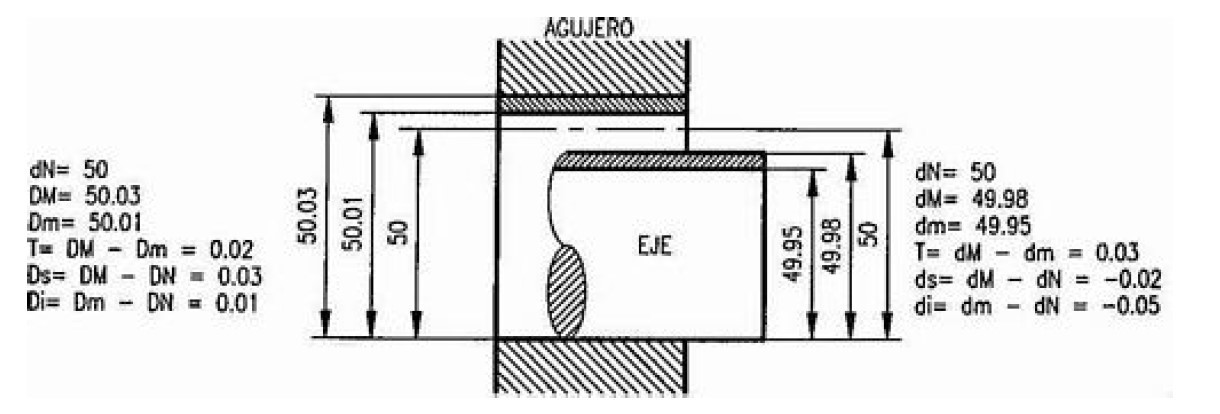 AGUJERO
dN= 50
DM= 50.03
Dm= 50.01
T= DM – Dm = 0.02
Ds= DM – DN = 0.03
Di= Dm – DN = 0.01
50.03
50.01
50
EJE
49.95
49.98
50
dN= 50
dM= 49.98
dm= 49.95
T= dM – dm = 0.03
ds= dM – dN = –0.02
di= dm – dN = –0.05